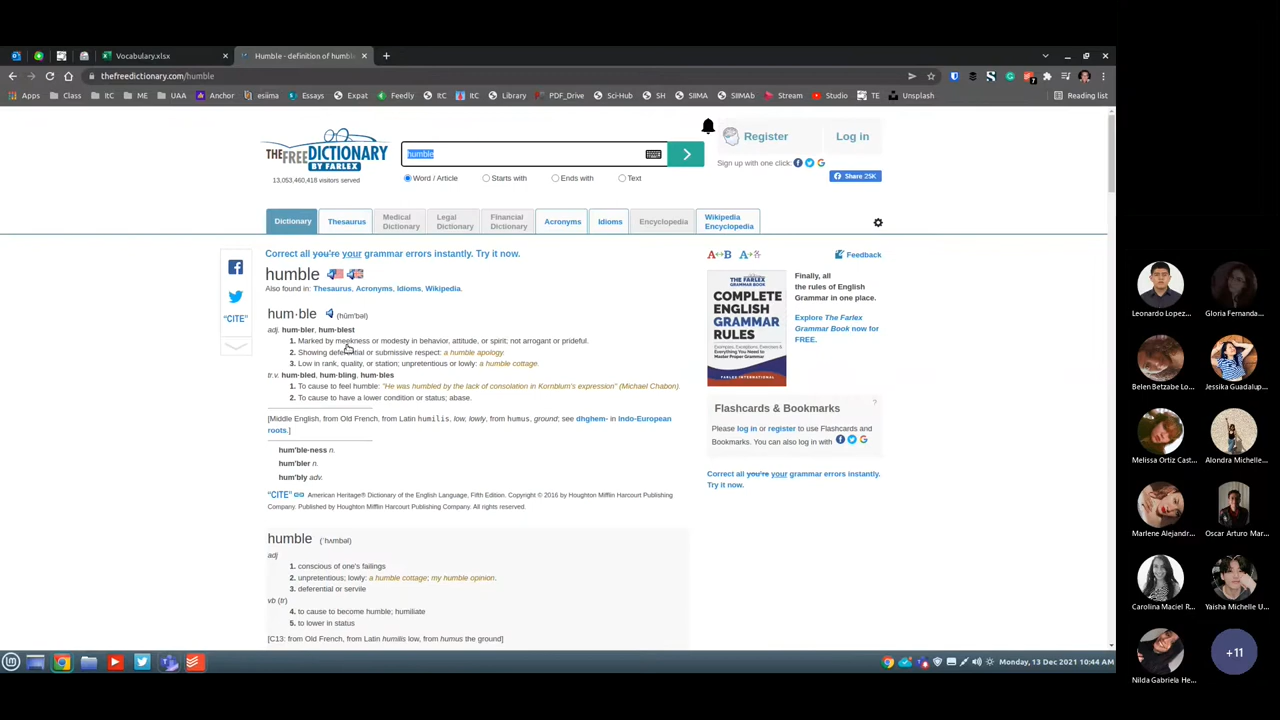 Vocabulary.xlsx
Humble - definition of humble
thefreedictionary.com/humble
Apps Class ItC ME UAA Anchor esiima Essays Expat Feedly ItC ItC Library PDF_Drive Sci-Hub SH SIIMA SIIMAb Stream Studio TE Unsplash Reading list
THE FREE DICTIONARY
BY FARLEX
13,053,460,418 visitors served
humble
Word / Article Starts with Ends with Text
Register Log in
Sign up with one click:
Share 25K
Dictionary Thesaurus Medical Dictionary Legal Dictionary Financial Dictionary Acronyms Idioms Encyclopedia Wikipedia Encyclopedia
Correct all you're your grammar errors instantly. Try it now.
humble
Also found in: Thesaurus, Acronyms, Idioms, Wikipedia.
hum·ble (hŭm′bəl)
adj. hum·bler, hum·blest
1. Marked by meekness or modesty in behavior, attitude, or spirit; not arrogant or prideful.
2. Showing deferential or submissive respect: a humble apology.
3. Low in rank, quality, or station; unpretentious or lowly: a humble cottage.
tr.v. hum·bled, hum·bling, hum·bles
1. To cause to feel humble: "He was humbled by the lack of consolation in Kornblum's expression" (Michael Chabon).
2. To cause to have a lower condition or status; abase.
[Middle English, from Old French, from Latin humilis, low, lowly, from humus, ground; see dhghem- in Indo-European
roots.]
hum′ble·ness n.
hum′bler n.
hum′bly adv.
"CITE" American Heritage® Dictionary of the English Language, Fifth Edition. Copyright © 2016 by Houghton Mifflin Harcourt Publishing
Company. Published by Houghton Mifflin Harcourt Publishing Company. All rights reserved.
humble (ˈhʌmbəl)
adj
1. conscious of one's failings
2. unpretentious; lowly: a humble cottage; my humble opinion.
3. deferential or servile
vb (tr)
4. to cause to become humble; humiliate
5. to lower in status
[C13: from Old French, from Latin humilis low, from humus the ground]
"CITE"
Feedback
THE FARLEX
GRAMMAR BOOK
COMPLETE
ENGLISH
GRAMMAR
RULES
Finally, all
the rules of English
Grammar in one place.
Explore The Farlex
Grammar Book now for
FREE.
Flashcards & Bookmarks ?
Please log in or register to use Flashcards and
Bookmarks. You can also log in with
Correct all you're your grammar errors instantly.
Try it now.
Monday, 13 Dec 2021 10:44 AM
Leonardo Lopez... Gloria Fernanda...
Belen Betzabe Lo... Jessika Guadalup...
Melissa Ortiz Cast... Alondra Michelle...
Marlene Alejandr... Oscar Arturo Mar...
Carolina Maciel R... Yaisha Michelle U...
Nilda Gabriela He... +11